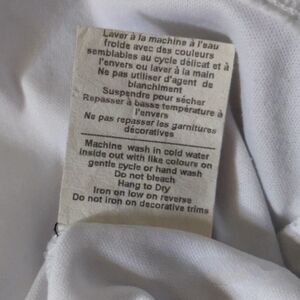 Laver à la machine à l'eau
froide avec des couleurs
semblables au cycle délicat et à
l'envers ou laver à la main
Ne pas utiliser d'agent de
blanchiment
Suspendre pour sécher
Repasser à basse température à
l'envers
Ne pas repasser les garnitures
décoratives
Machine wash in cold water
inside out with like colours on
gentle cycle or hand wash
Do not bleach
Hang to Dry
Iron on low on reverse
Do not iron on decorative trims